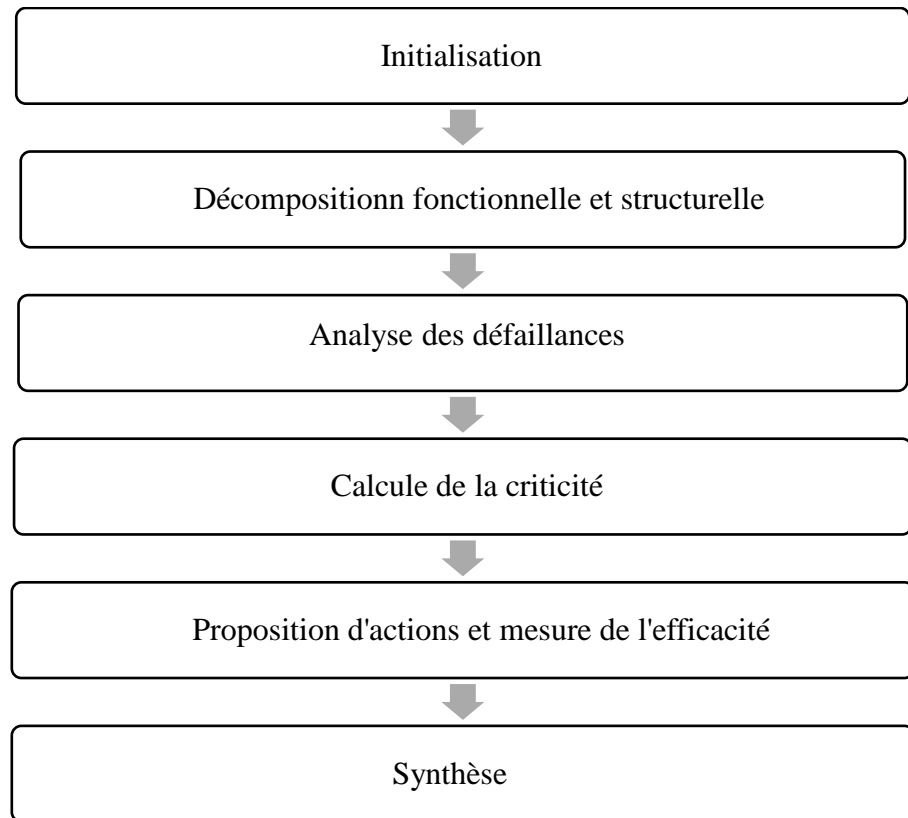 Initialisation
Décompositionn fonctionnelle et structurelle
Analyse des défaillances
Calcule de la criticité
Proposition d'actions et mesure de l'efficacité
Synthèse